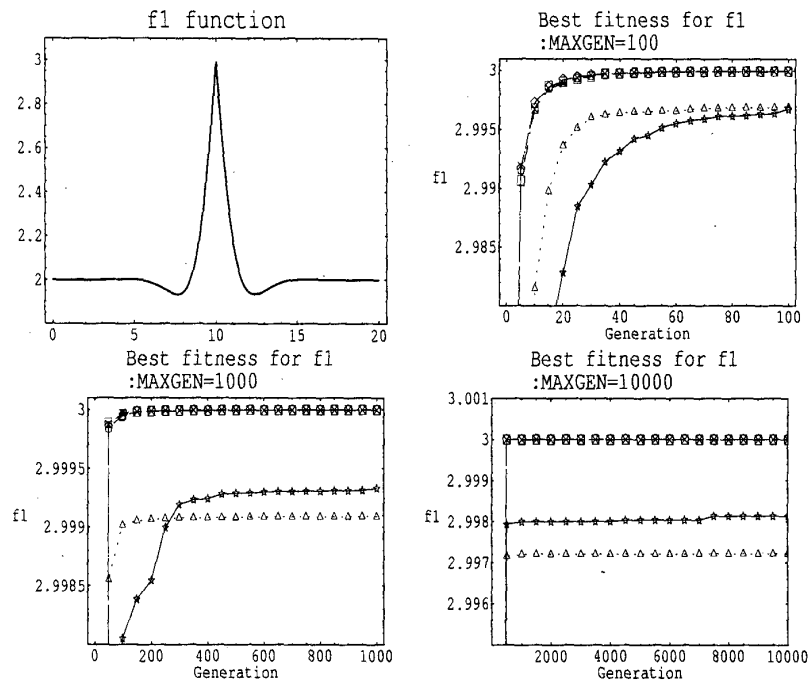 f1 function
3
2.8
2.6
2.4
2.2
2
0 5 10 15 20
Best fitness for f1
:MAXGEN=100
3
2.995
2.99
f1
2.985
0 20 40 60 80 100
Generation
Best fitness for f1
:MAXGEN=1000
3
2.9995
f1
2.999
2.9985
0 200 400 600 800 1000
Generation
Best fitness for f1
:MAXGEN=10000
3.001
3
2.999
f1
2.998
2.997
2.996
2000 4000 6000 8000 10000
Generation